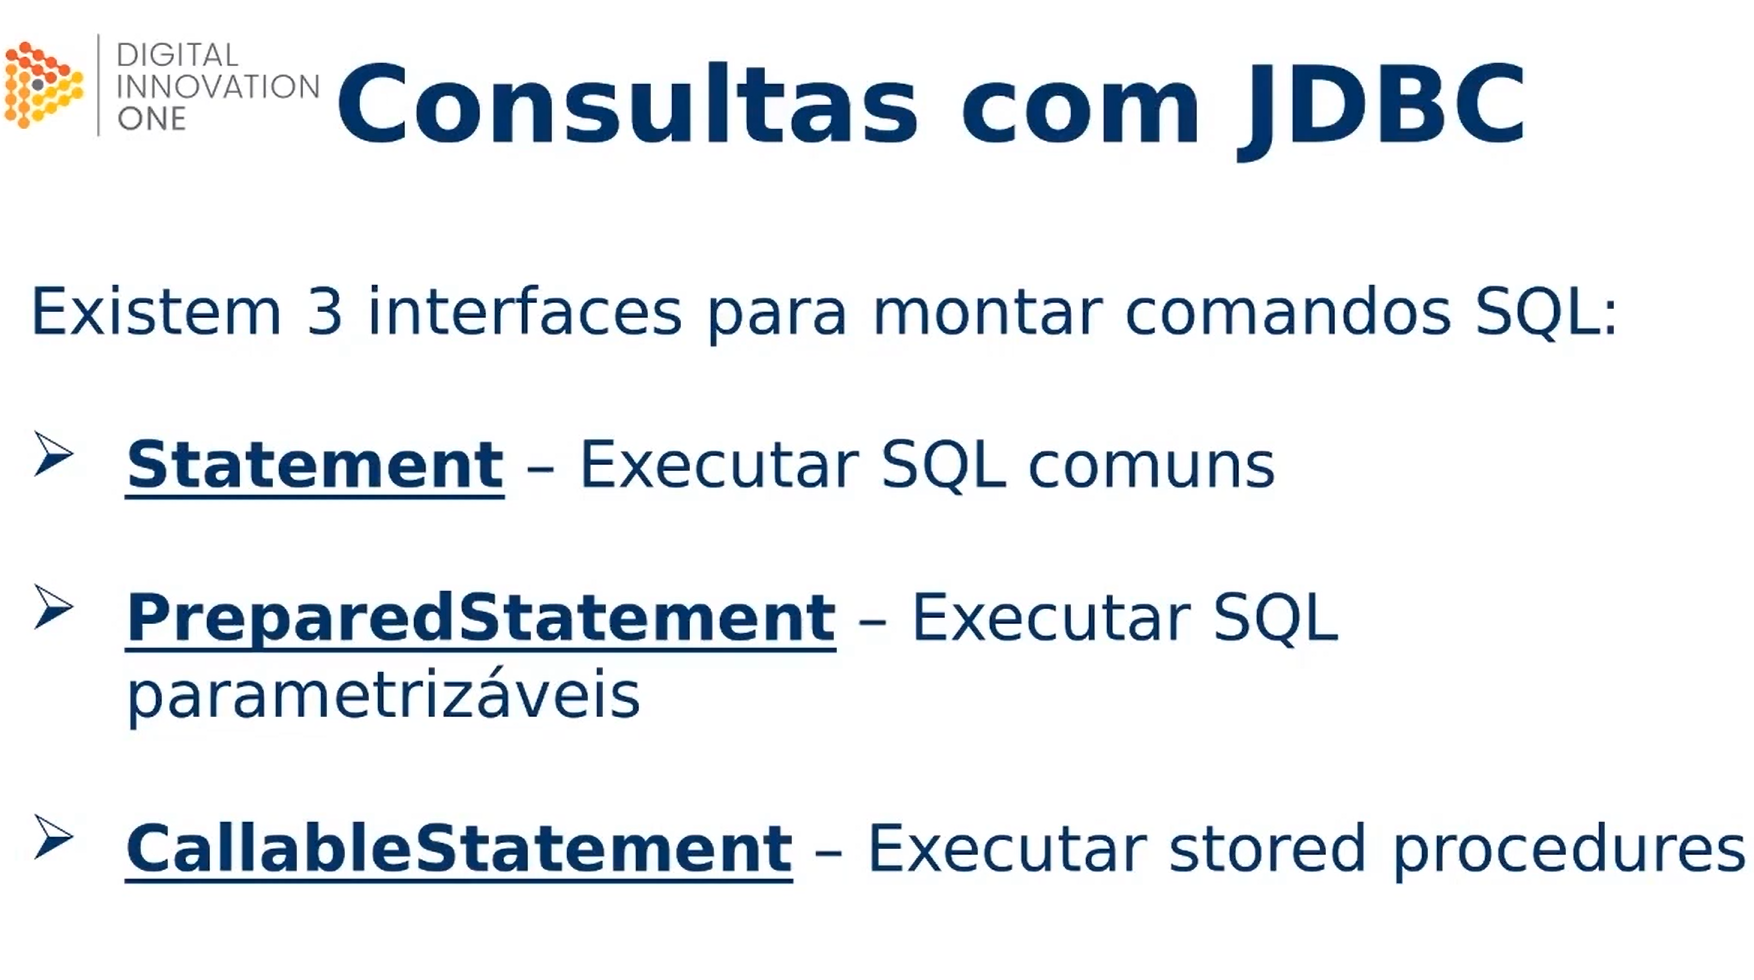 DIGITAL
INNOVATION
ONE
Consultas com JDBC
Existem 3 interfaces para montar comandos SQL:
➢ Statement – Executar SQL comuns
➢ PreparedStatement – Executar SQL
parametrizáveis
➢ CallableStatement – Executar stored procedures